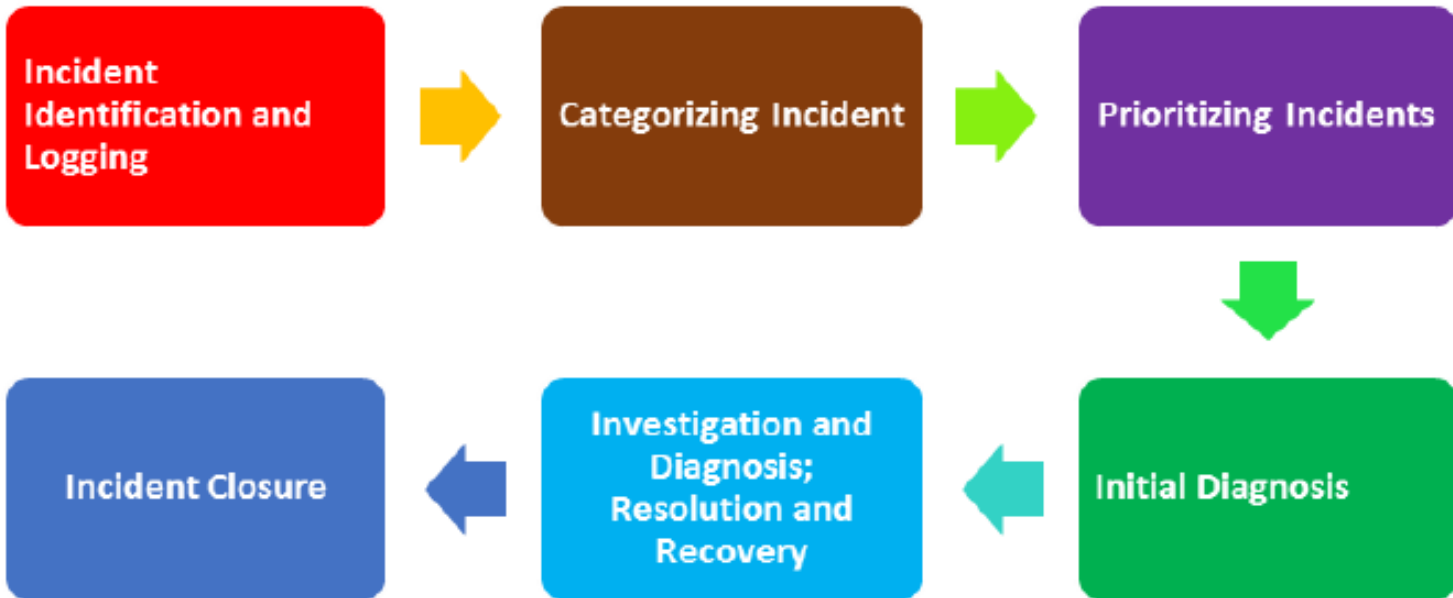 Incident
Identification and
Logging
Categorizing Incident
Prioritizing Incidents
Initial Diagnosis
Investigation and
Diagnosis;
Resolution and
Recovery
Incident Closure